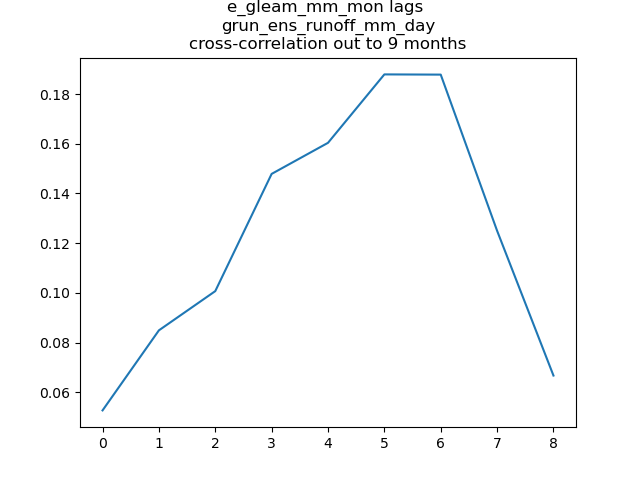 e_gleam_mm_mon lags
grun_ens_runoff_mm_day
cross-correlation out to 9 months
0.18
0.16
0.14
0.12
0.10
0.08
0.06
0 1 2 3 4 5 6 7 8